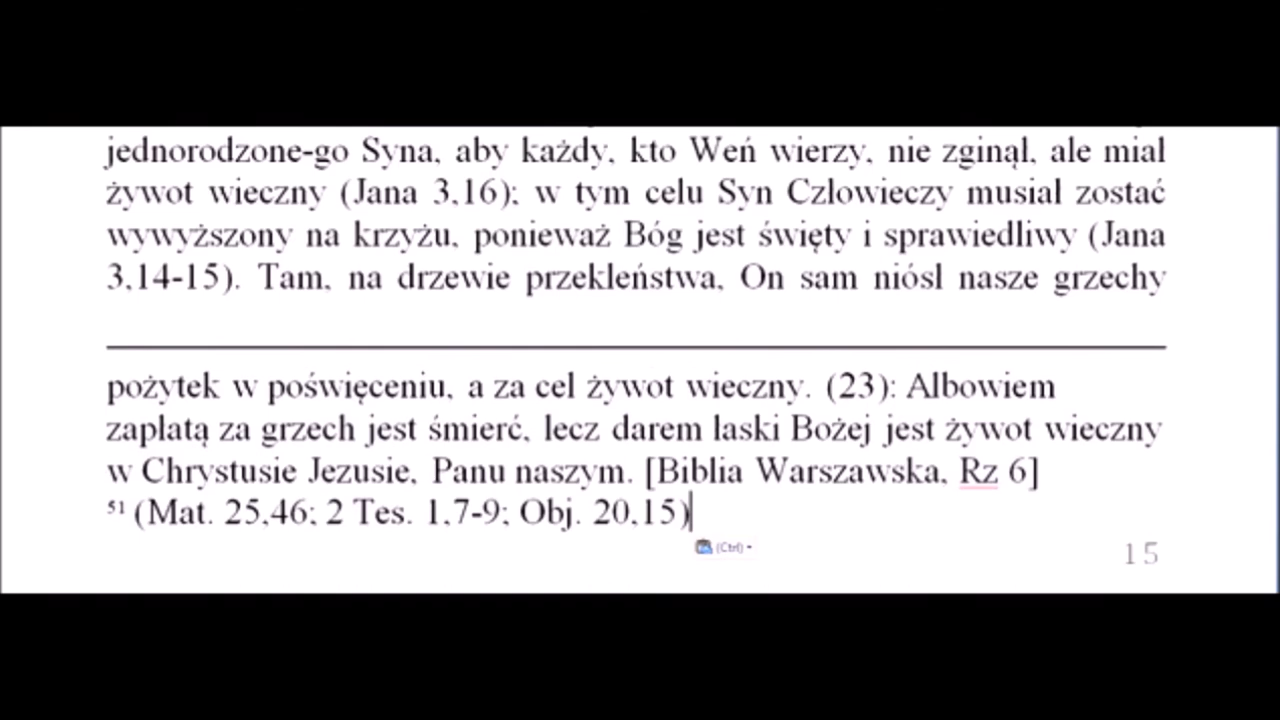 jednorodzone-go Syna, aby każdy, kto Weń wierzy, nie zginął, ale miał
żywot wieczny (Jana 3,16); w tym celu Syn Człowieczy musiał zostać
wywyższony na krzyżu, ponieważ Bóg jest święty i sprawiedliwy (Jana
3,14-15). Tam, na drzewie przekleństwa, On sam niósł nasze grzechy
pożytek w poświęceniu, a za cel żywot wieczny. (23): Albowiem
zapłatą za grzech jest śmierć, lecz darem łaski Bożej jest żywot wieczny
w Chrystusie Jezusie, Panu naszym. [Biblia Warszawska, Rz 6]
51 (Mat. 25,46; 2 Tes. 1,7-9; Obj. 20,15)
(Ctrl)
15